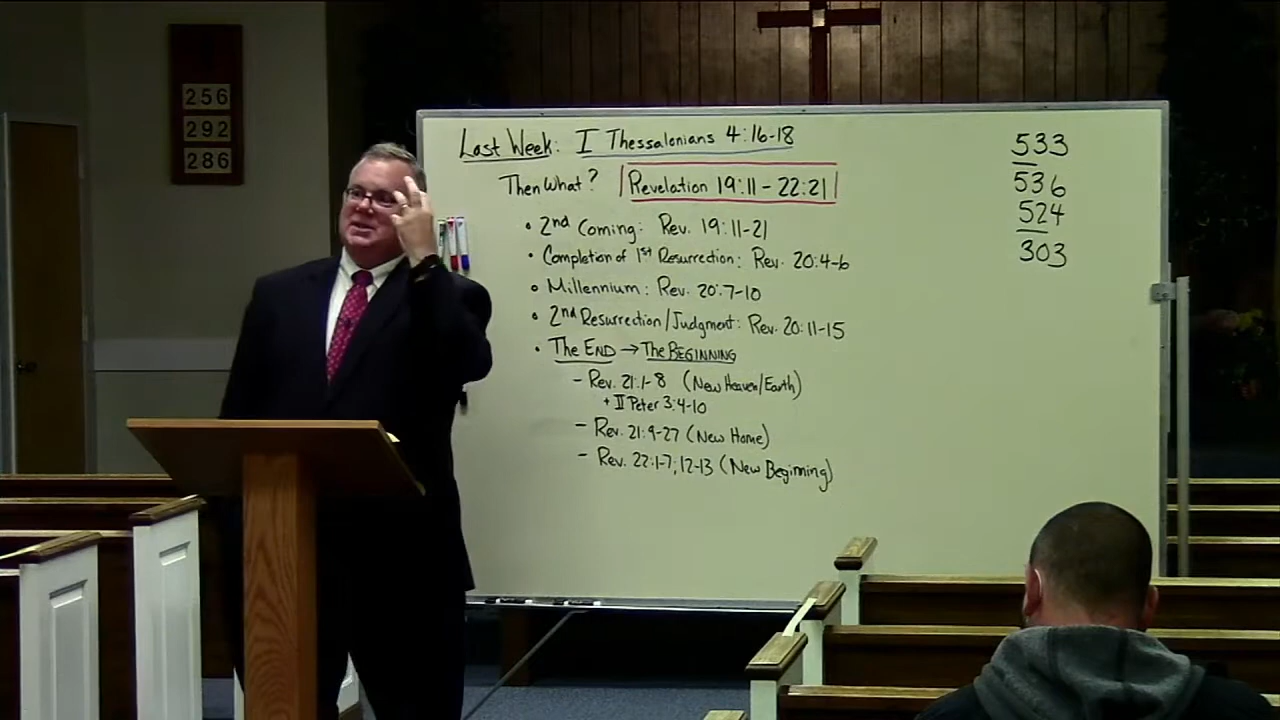 256
292
286
Last Week: I Thessalonians 4:16-18
Then What? Revelation 19:11 - 22:21
• 2nd Coming: Rev. 19:11-21
• Completion of 1st Resurrection: Rev. 20:4-6
• Millennium: Rev. 20:7-10
• 2nd Resurrection/Judgment: Rev. 20:11-15
• The END → The BEGINNING
- Rev. 21:1-8 (New Heaven/Earth)
+ II Peter 3:4-10
- Rev. 21:9-27 (New Home)
- Rev. 22:1-7; 12-13 (New Beginning)
533
536
524
303